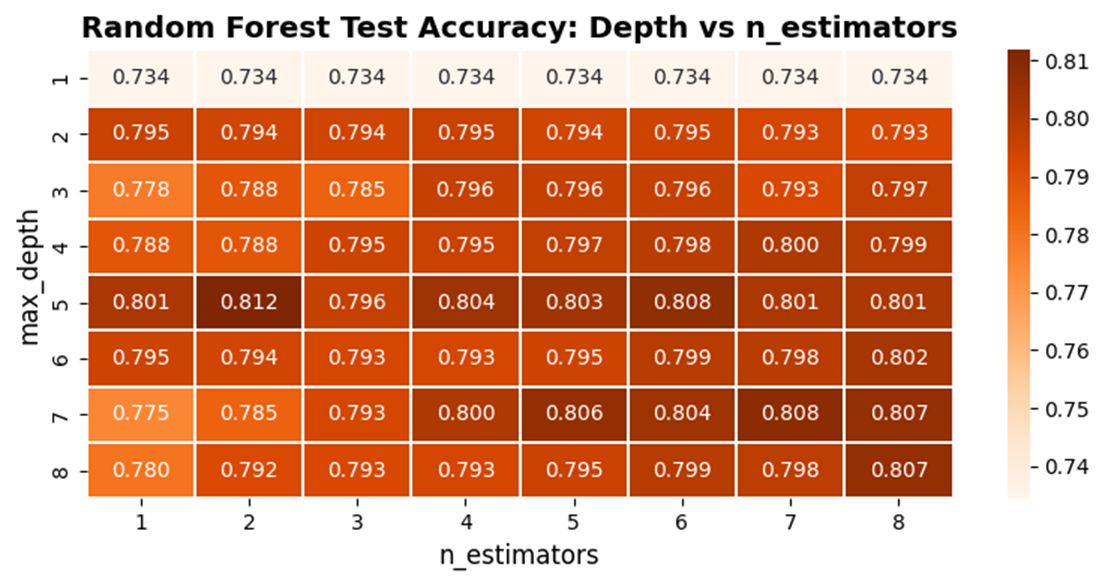 Random Forest Test Accuracy: Depth vs n_estimators
1 0.734 0.734 0.734 0.734 0.734 0.734 0.734 0.734
2 0.795 0.794 0.794 0.795 0.794 0.795 0.793 0.793
3 0.778 0.788 0.785 0.796 0.796 0.796 0.793 0.797
4 0.788 0.788 0.795 0.795 0.797 0.798 0.800 0.799
5 0.801 0.812 0.796 0.804 0.803 0.808 0.801 0.801
6 0.795 0.794 0.793 0.793 0.795 0.799 0.798 0.802
7 0.775 0.785 0.793 0.800 0.806 0.804 0.808 0.807
8 0.780 0.792 0.793 0.793 0.795 0.799 0.798 0.807
max_depth
1 2 3 4 5 6 7 8
n_estimators
0.81
0.80
0.79
0.78
0.77
0.76
0.75
0.74